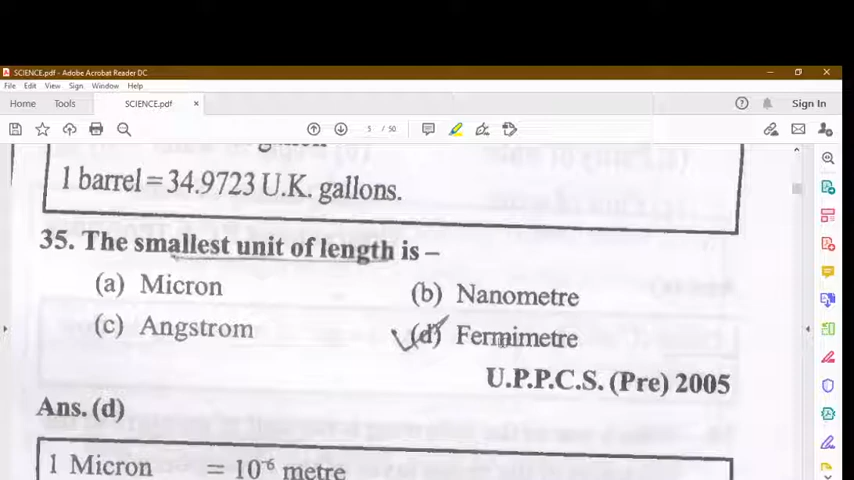 SCIENCE.pdf - Adobe Acrobat Reader DC
File Edit View Sign Window Help
Home Tools SCIENCE.pdf × Sign In
5 / 50
1 barrel = 34.9723 U.K. gallons.
35. The smallest unit of length is –
(a) Micron (b) Nanometre
(c) Angstrom (d) Fermimetre
U.P.P.C.S. (Pre) 2005
Ans. (d)
1 Micron = 10⁻⁶ metre